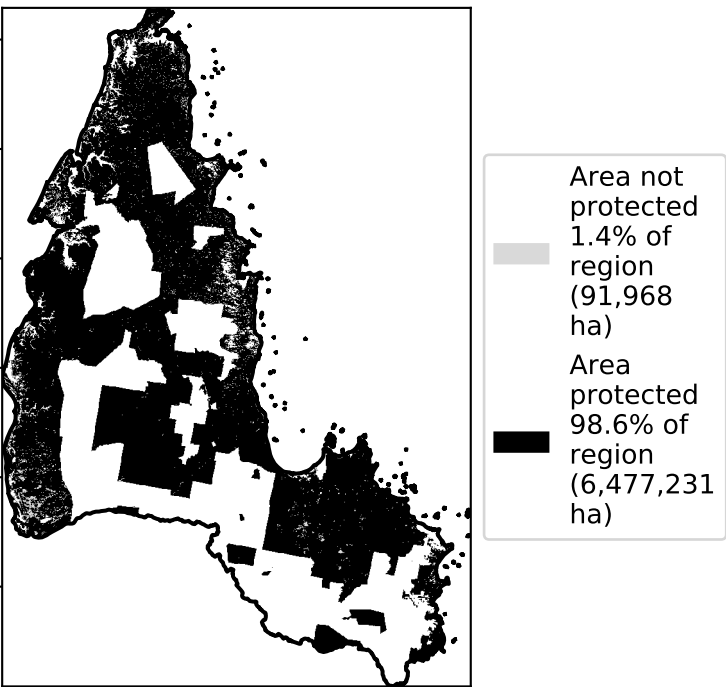 Area not
protected
1.4% of
region
(91,968
ha)
Area
protected
98.6% of
region
(6,477,231
ha)